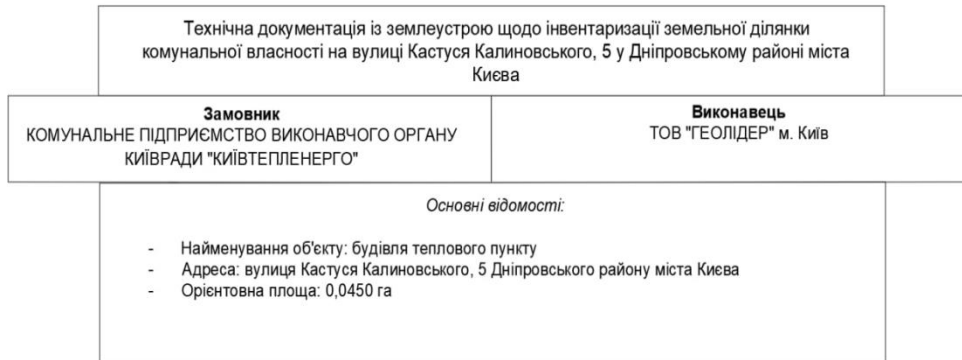 Технічна документація із землеустрою щодо інвентаризації земельної ділянки
комунальної власності на вулиці Кастуся Калиновського, 5 у Дніпровському районі міста
Києва
Замовник
КОМУНАЛЬНЕ ПІДПРИЄМСТВО ВИКОНАВЧОГО ОРГАНУ
КИЇВРАДИ "КИЇВТЕПЛЕНЕРГО"
Виконавець
ТОВ "ГЕОЛІДЕР" м. Київ
Основні відомості:
- Найменування об'єкту: будівля теплового пункту
- Адреса: вулиця Кастуся Калиновського, 5 Дніпровського району міста Києва
- Орієнтовна площа: 0,0450 га